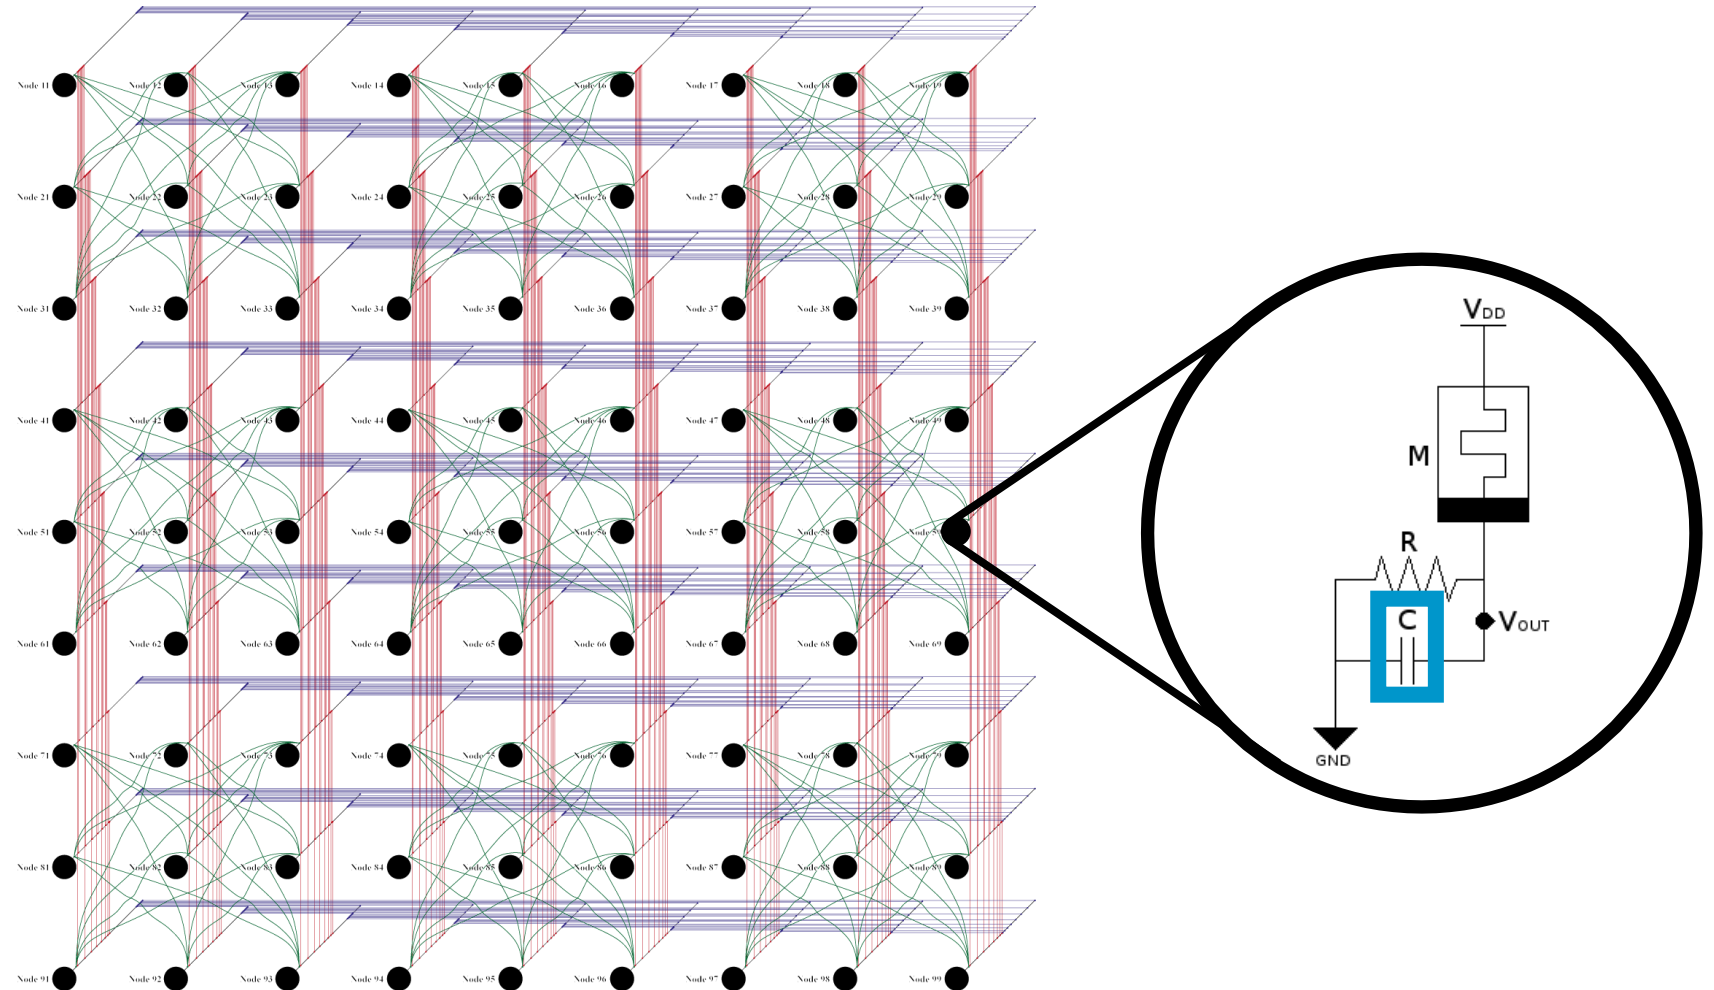 Node 11 Node 12 Node 13 Node 14 Node 15 Node 16 Node 17 Node 18 Node 19
Node 21 Node 22 Node 23 Node 24 Node 25 Node 26 Node 27 Node 28 Node 29
Node 31 Node 32 Node 33 Node 34 Node 35 Node 36 Node 37 Node 38 Node 39
Node 41 Node 42 Node 43 Node 44 Node 45 Node 46 Node 47 Node 48 Node 49
Node 51 Node 52 Node 53 Node 54 Node 55 Node 56 Node 57 Node 58 Node 59
Node 61 Node 62 Node 63 Node 64 Node 65 Node 66 Node 67 Node 68 Node 69
Node 71 Node 72 Node 73 Node 74 Node 75 Node 76 Node 77 Node 78 Node 79
Node 81 Node 82 Node 83 Node 84 Node 85 Node 86 Node 87 Node 88 Node 89
Node 91 Node 92 Node 93 Node 94 Node 95 Node 96 Node 97 Node 98 Node 99
VDD
M
R
C
VOUT
GND